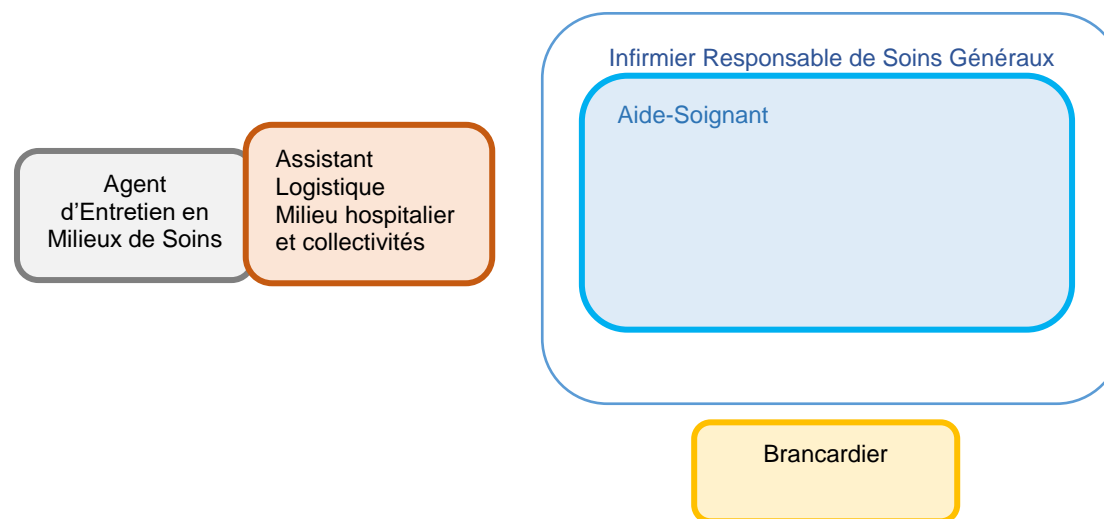 Infirmier Responsable de Soins Généraux
Aide-Soignant
Agent
d'Entretien en
Milieux de Soins
Assistant
Logistique
Milieu hospitalier
et collectivités
Brancardier